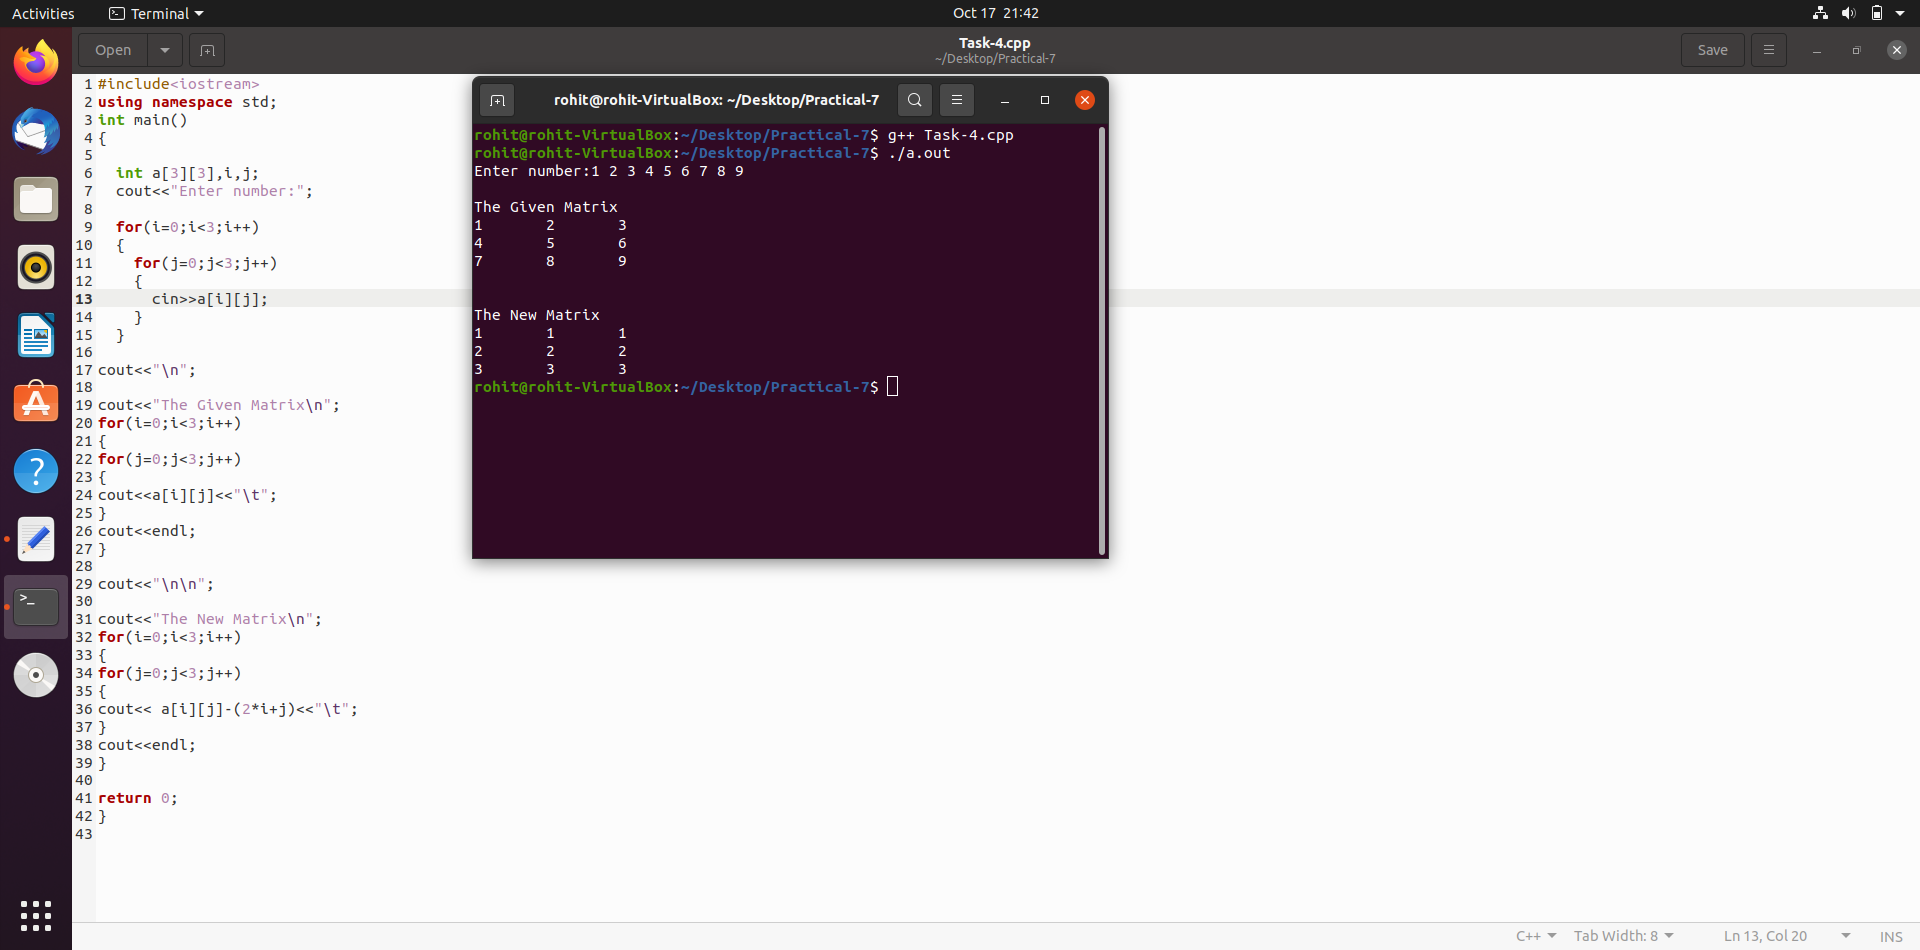 Activities
Terminal
Oct 17 21:42
Open
Task-4.cpp
~/Desktop/Practical-7
Save
1 #include<iostream>
2 using namespace std;
3 int main()
4 {
5
6   int a[3][3],i,j;
7   cout<<"Enter number:";
8
9   for(i=0;i<3;i++)
10   {
11     for(j=0;j<3;j++)
12     {
13       cin>>a[i][j];
14     }
15   }
16
17 cout<<"\n";
18
19 cout<<"The Given Matrix\n";
20 for(i=0;i<3;i++)
21 {
22 for(j=0;j<3;j++)
23 {
24 cout<<a[i][j]<<"\t";
25 }
26 cout<<endl;
27 }
28
29 cout<<"\n\n";
30
31 cout<<"The New Matrix\n";
32 for(i=0;i<3;i++)
33 {
34 for(j=0;j<3;j++)
35 {
36 cout<< a[i][j]-(2*i+j)<<"\t";
37 }
38 cout<<endl;
39 }
40
41 return 0;
42 }
43
rohit@rohit-VirtualBox: ~/Desktop/Practical-7
rohit@rohit-VirtualBox:~/Desktop/Practical-7$ g++ Task-4.cpp
rohit@rohit-VirtualBox:~/Desktop/Practical-7$ ./a.out
Enter number:1 2 3 4 5 6 7 8 9
The Given Matrix
1       2       3
4       5       6
7       8       9
The New Matrix
1       1       1
2       2       2
3       3       3
rohit@rohit-VirtualBox:~/Desktop/Practical-7$
C++
Tab Width: 8
Ln 13, Col 20
INS